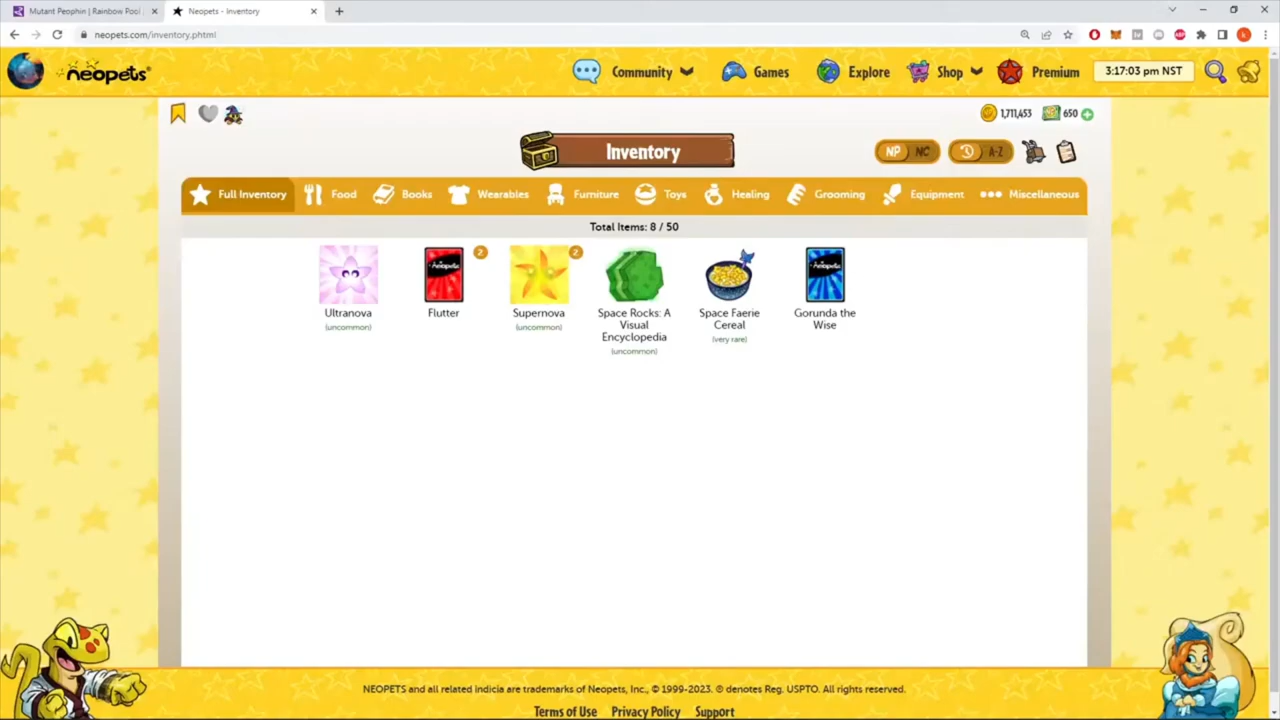 Mutant Peophin | Rainbow Pool
Neopets - Inventory
neopets.com/inventory.phtml
neopets
Community
Games
Explore
Shop
Premium
3:17:03 pm NST
1,711,453
650
Inventory
NP NC
A-Z
Full Inventory
Food
Books
Wearables
Furniture
Toys
Healing
Grooming
Equipment
Miscellaneous
Total Items: 8 / 50
2
2
Neopets
Neopets
Ultranova
(uncommon)
Flutter
Supernova
(uncommon)
Space Rocks: A
Visual
Encyclopedia
(uncommon)
Space Faerie
Cereal
(very rare)
Gorunda the
Wise
NEOPETS and all related indicia are trademarks of Neopets, Inc., © 1999-2023. ® denotes Reg. USPTO. All rights reserved.
Terms of Use
Privacy Policy
Support